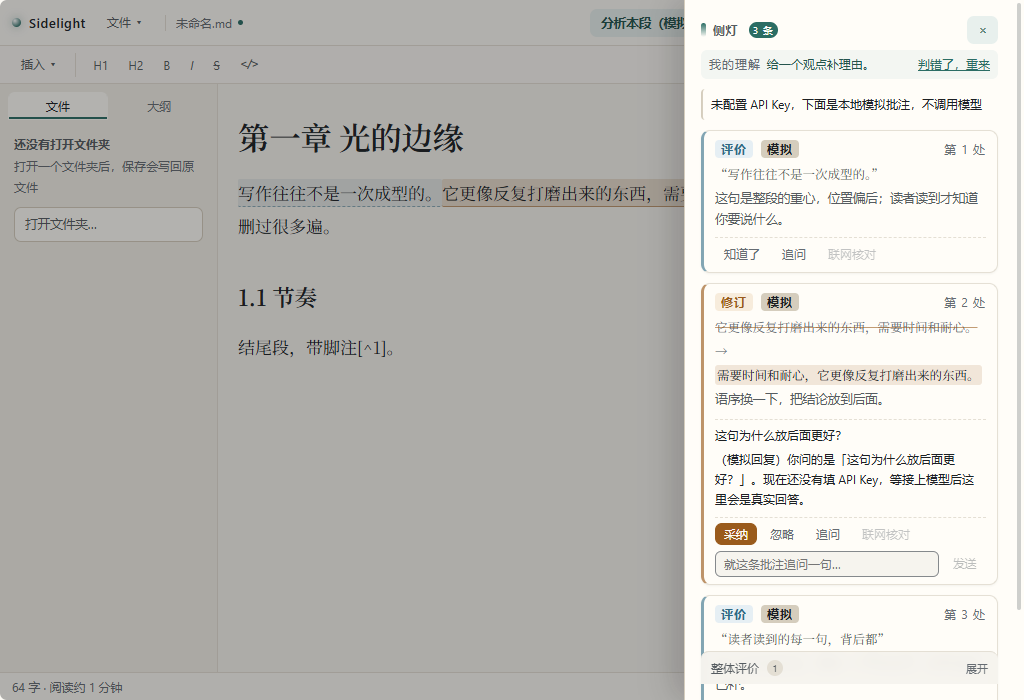 Sidelight 文件 未命名.md 分析本段（模拟
插入 H1 H2 B I S </>
文件 大纲
还没有打开文件夹
打开一个文件夹后，保存会写回原
文件
打开文件夹...
第一章 光的边缘
写作往往不是一次成型的。它更像反复打磨出来的东西，需要
删过很多遍。
1.1 节奏
结尾段，带脚注[^1]。
64 字 · 阅读约 1 分钟
侧灯 3 条 ×
我的理解 给一个观点补理由。 判错了，重来
未配置 API Key，下面是本地模拟批注，不调用模型
评价 模拟 第 1 处
“写作往往不是一次成型的。”
这句是整段的重心，位置偏后；读者读到才知道
你要说什么。
知道了 追问 联网核对
修订 模拟 第 2 处
它更像反复打磨出来的东西，需要时间和耐心。
→
需要时间和耐心，它更像反复打磨出来的东西。
语序换一下，把结论放到后面。
这句为什么放后面更好?
（模拟回复）你问的是「这句为什么放后面更
好？」。现在还没有填 API Key，等接上模型后这
里会是真实回答。
采纳 忽略 追问 联网核对
就这条批注追问一句... 发送
评价 模拟 第 3 处
“读者读到的每一句，背后都”
整体评价 1 展开